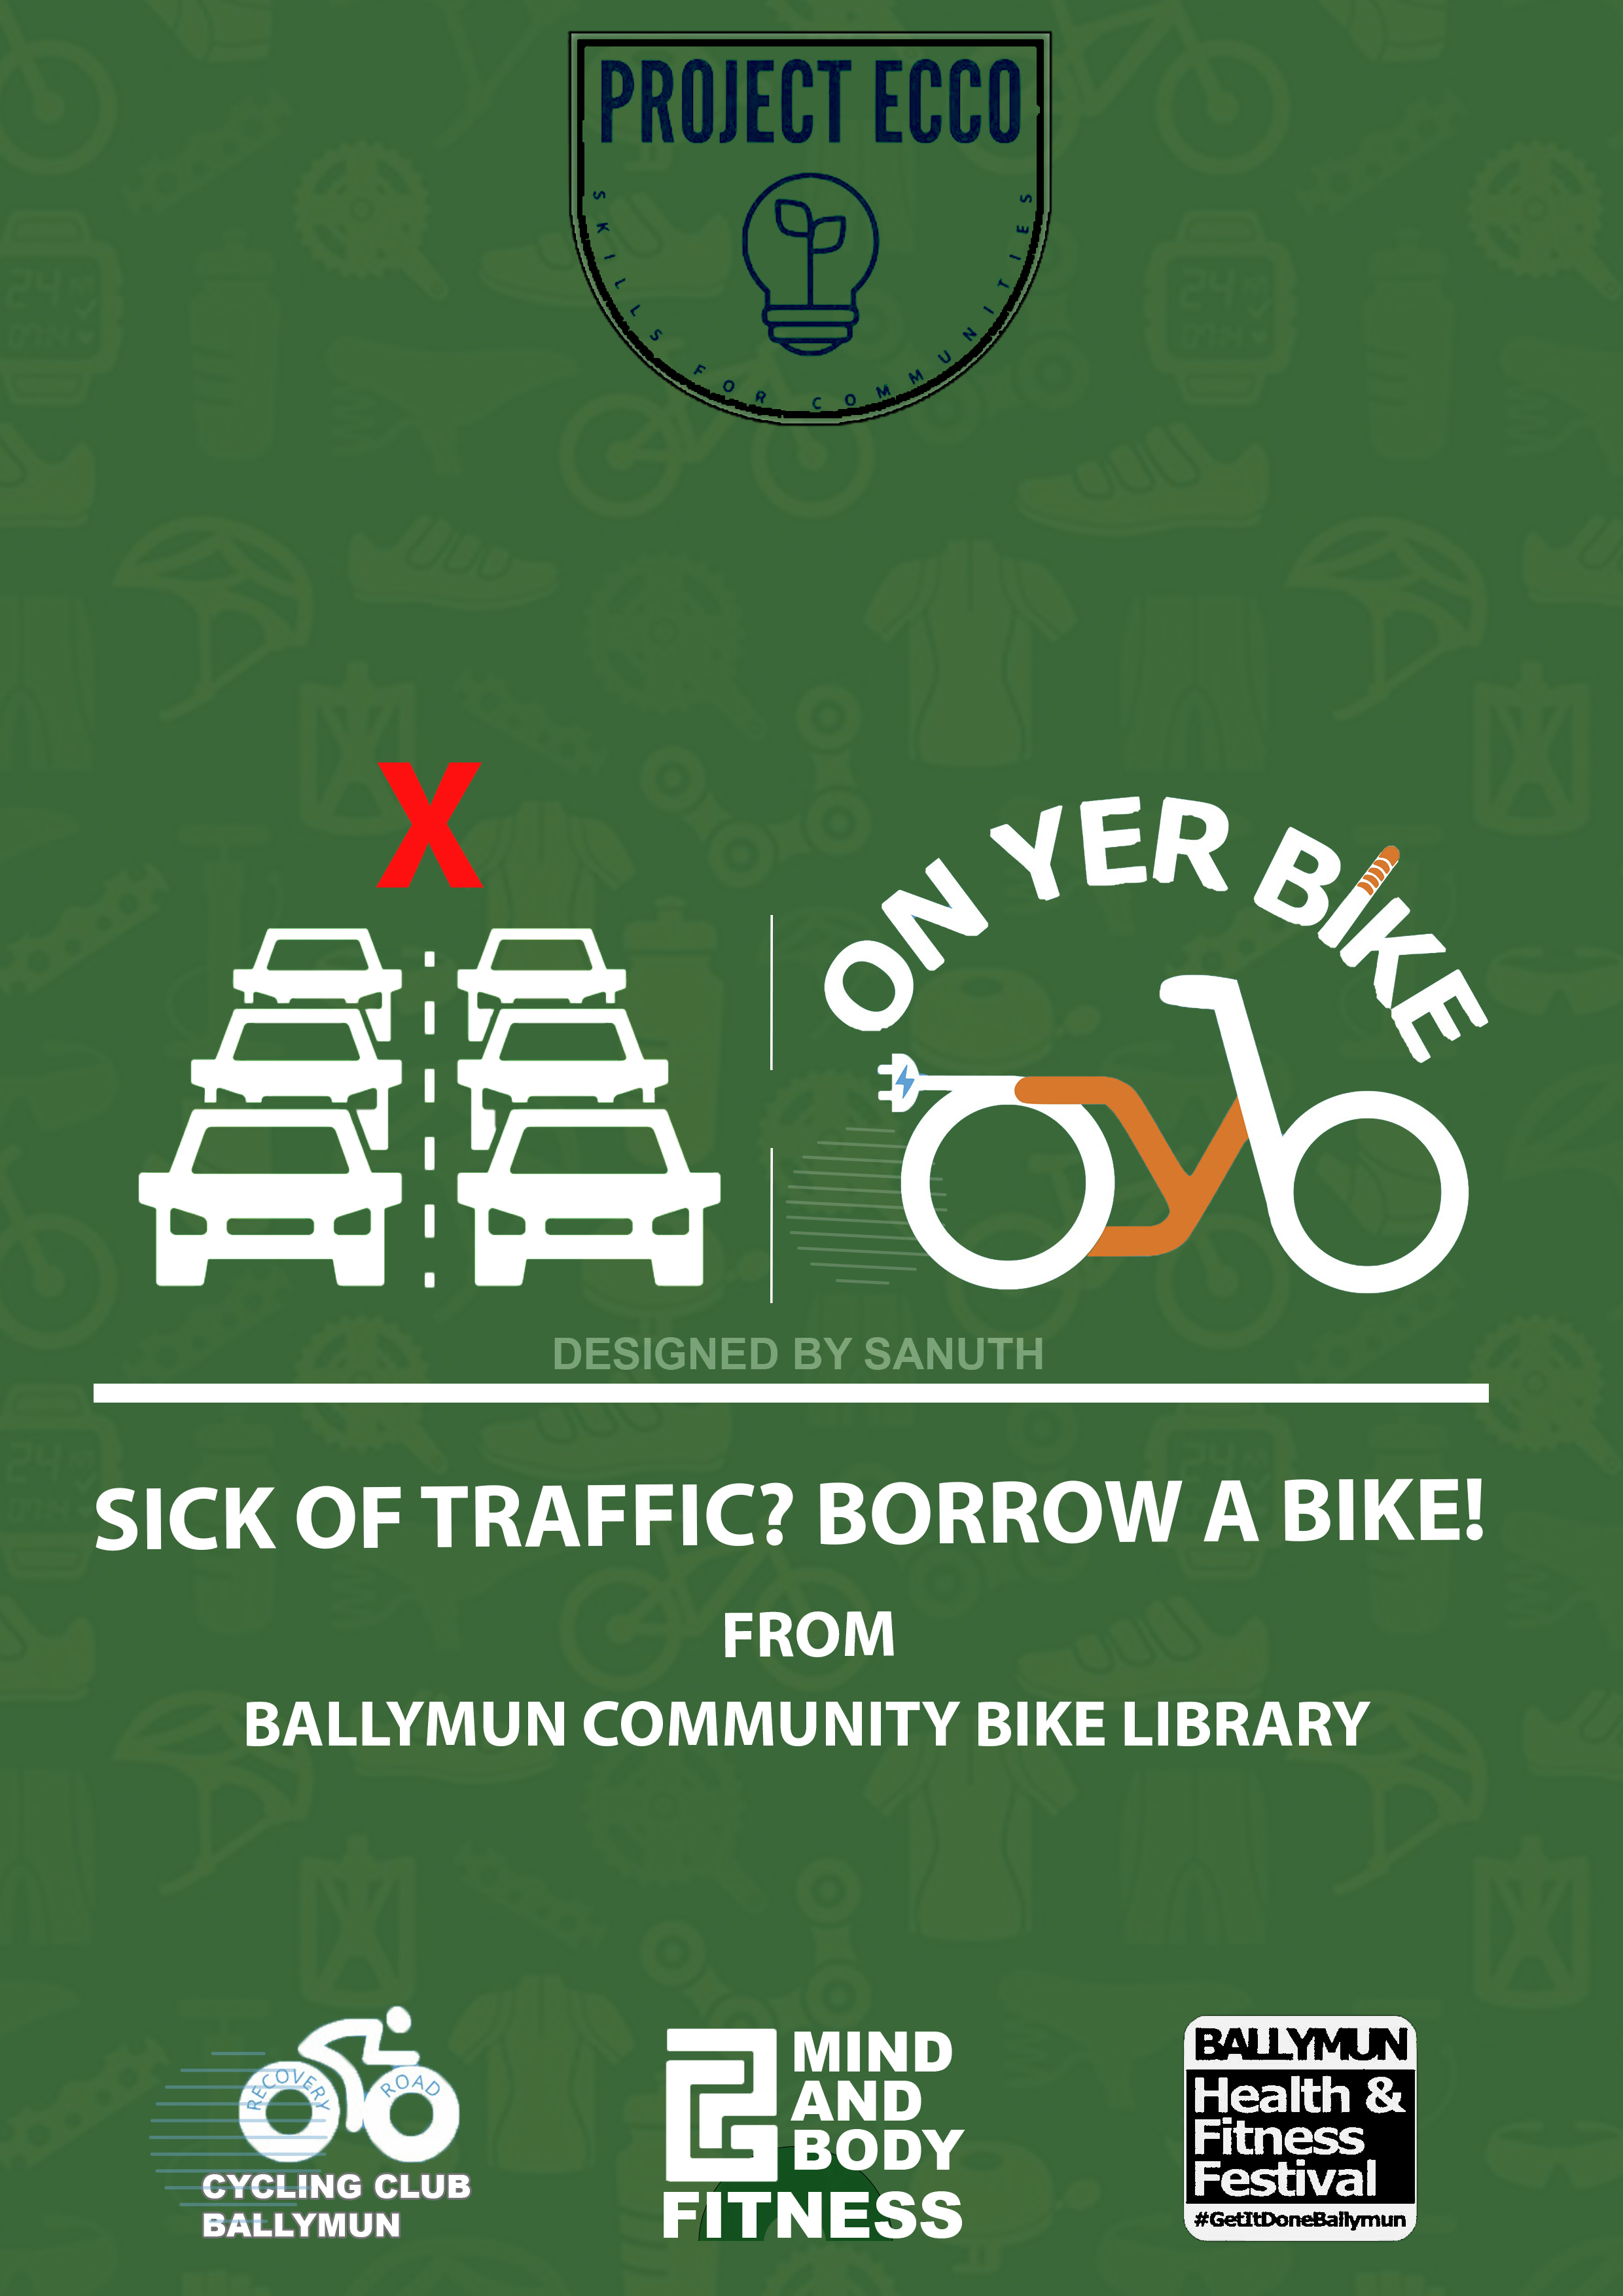 PROJECT ECCO
SKILLS FOR COMMUNITIES
X
ON YER BIKE
DESIGNED BY SANUTH
SICK OF TRAFFIC? BORROW A BIKE!
FROM
BALLYMUN COMMUNITY BIKE LIBRARY
RECOVERY ROAD
CYCLING CLUB
BALLYMUN
MIND
AND
BODY
FITNESS
BALLYMUN
Health &
Fitness
Festival
#GetItDoneBallymun